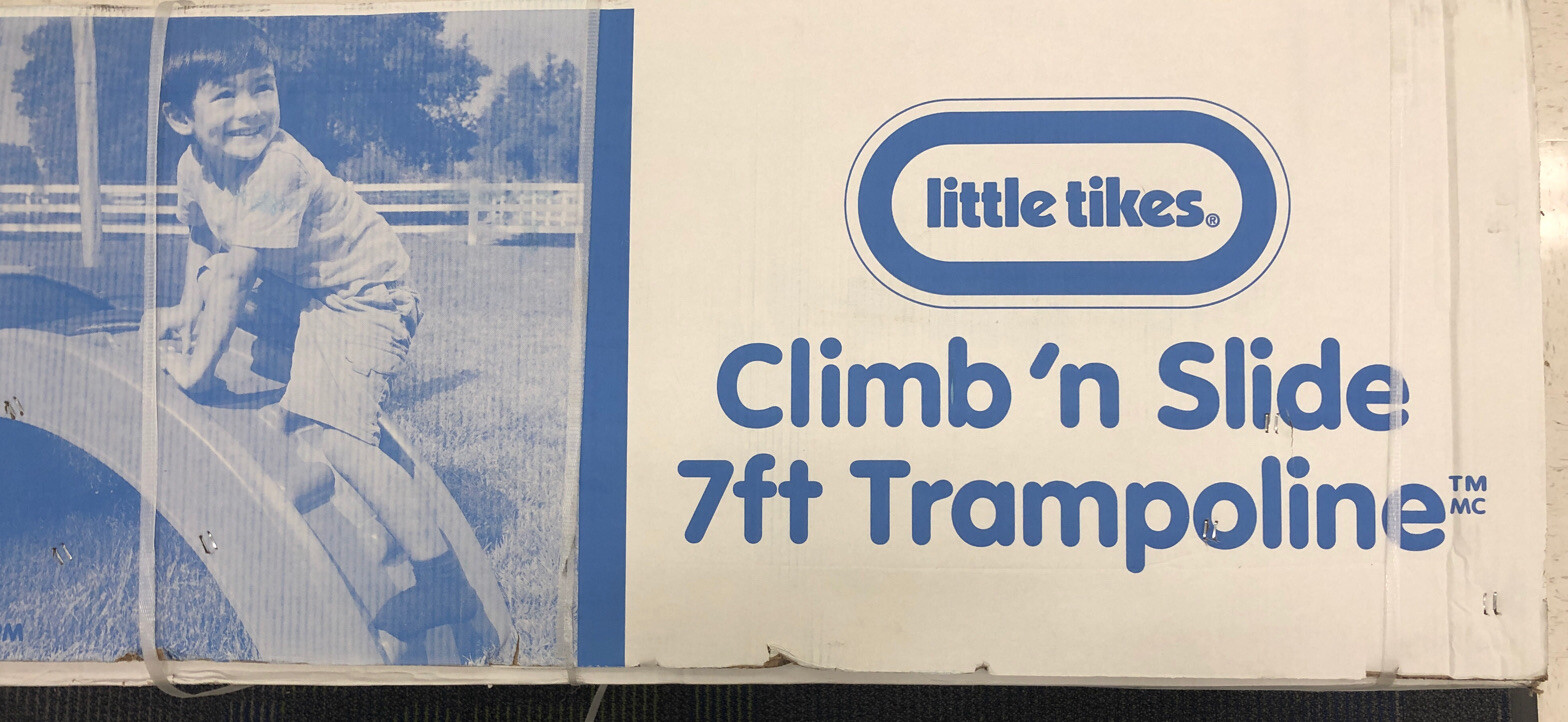 little tikes®
Climb 'n Slide
7ft Trampoline™
MC